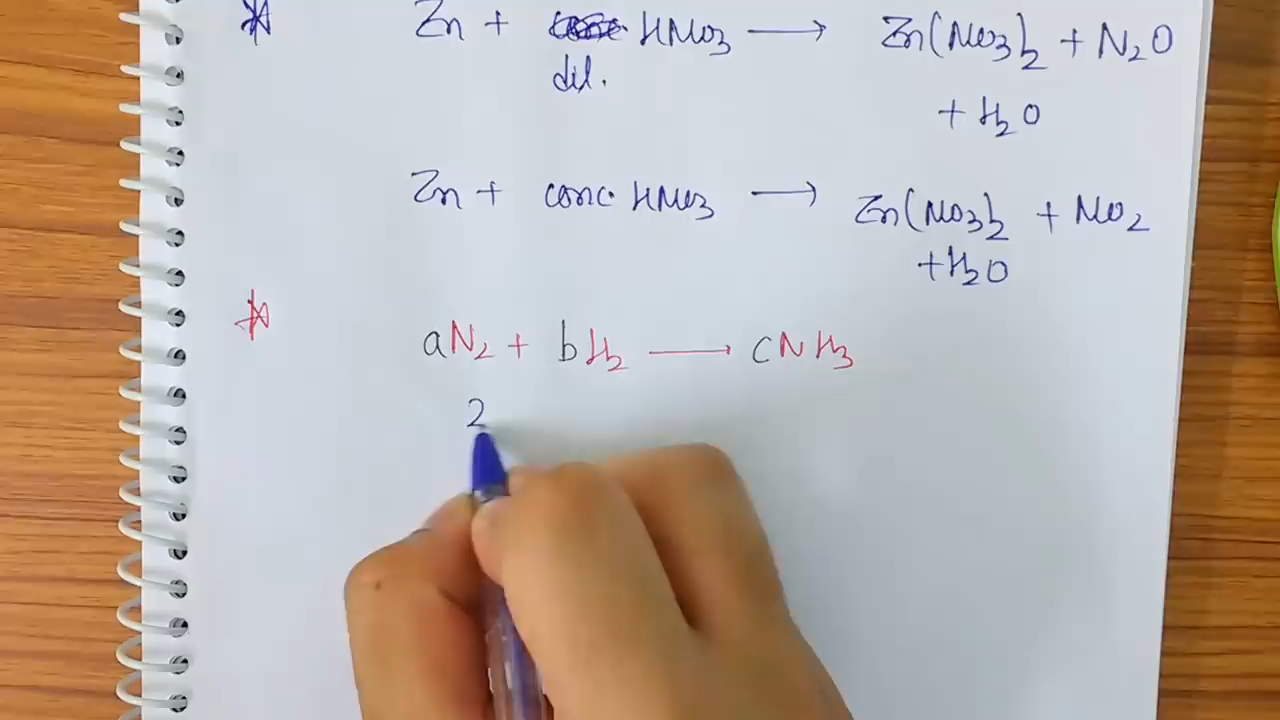 * Zn + dil. HNO3 → Zn(NO3)2 + N2O
+ H2O
Zn + conc. HNO3 → Zn(NO3)2 + NO2
+ H2O
* aN2 + bH2 → cNH3
2